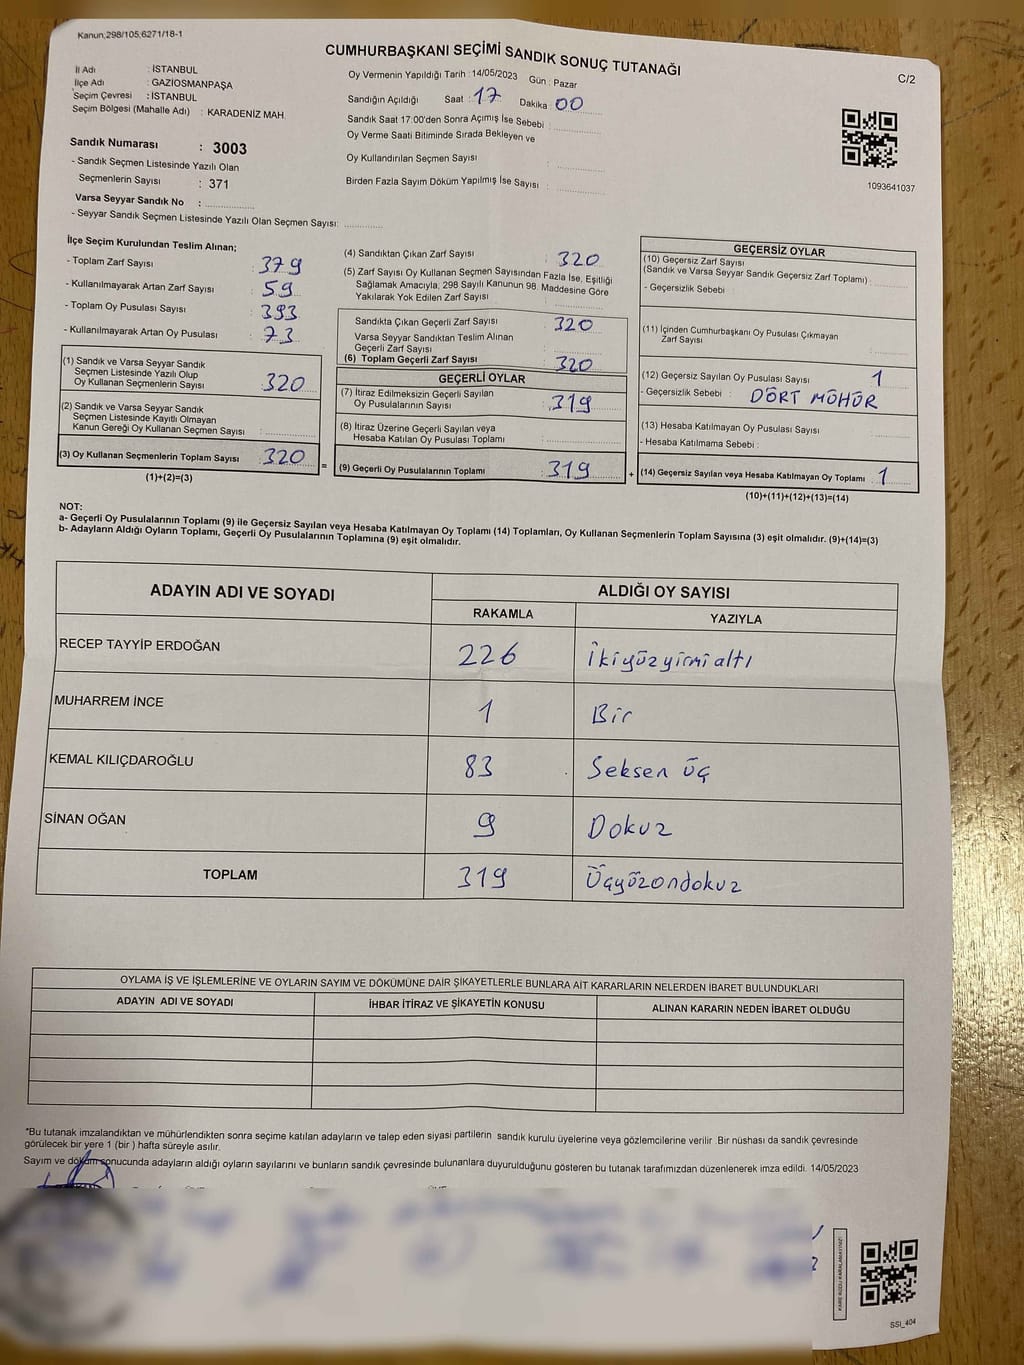 Kanun;298/105;6271/18-1
CUMHURBAŞKANI SEÇİMİ SANDIK SONUÇ TUTANAĞI
C/2
İl Adı : İSTANBUL
İlçe Adı : GAZİOSMANPAŞA
Seçim Çevresi : İSTANBUL
Seçim Bölgesi (Mahalle Adı) : KARADENİZ MAH.
Sandık Numarası : 3003
- Sandık Seçmen Listesinde Yazılı Olan
Seçmenlerin Sayısı : 371
Varsa Seyyar Sandık No :
- Seyyar Sandık Seçmen Listesinde Yazılı Olan Seçmen Sayısı:
Oy Vermenin Yapıldığı Tarih : 14/05/2023 Gün : Pazar
Sandığın Açıldığı Saat : 17 Dakika : 00
Sandık Saat 17.00'den Sonra Açımış İse Sebebi :
Oy Verme Saati Bitiminde Sırada Bekleyen ve
Oy Kullandırılan Seçmen Sayısı :
Birden Fazla Sayım Döküm Yapılmış İse Sayısı :
1093641037
İlçe Seçim Kurulundan Teslim Alınan;
- Toplam Zarf Sayısı : 379
- Kullanılmayarak Artan Zarf Sayısı : 59
- Toplam Oy Pusulası Sayısı : 393
- Kullanılmayarak Artan Oy Pusulası : 73
(1) Sandık ve Varsa Seyyar Sandık
Seçmen Listesinde Yazılı Olup
Oy Kullanan Seçmenlerin Sayısı : 320
(2) Sandık ve Varsa Seyyar Sandık
Seçmen Listesinde Kayıtlı Olmayan
Kanun Gereği Oy Kullanan Seçmen Sayısı :
(3) Oy Kullanan Seçmenlerin Toplam Sayısı : 320
(1)+(2)=(3)
=
(4) Sandıktan Çıkan Zarf Sayısı : 320
(5) Zarf Sayısı Oy Kullanan Seçmen Sayısından Fazla İse, Eşitliği
Sağlamak Amacıyla, 298 Sayılı Kanunun 98. Maddesine Göre
Yakılarak Yok Edilen Zarf Sayısı :
Sandıkta Çıkan Geçerli Zarf Sayısı : 320
Varsa Seyyar Sandıktan Teslim Alınan
Geçerli Zarf Sayısı :
(6) Toplam Geçerli Zarf Sayısı : 320
GEÇERLİ OYLAR
(7) İtiraz Edilmeksizin Geçerli Sayılan
Oy Pusulalarının Sayısı : 319
(8) İtiraz Üzerine Geçerli Sayılan veya
Hesaba Katılan Oy Pusulası Toplamı :
(9) Geçerli Oy Pusulalarının Toplamı : 319
+
GEÇERSİZ OYLAR
(10) Geçersiz Zarf Sayısı
(Sandık ve Varsa Seyyar Sandık Geçersiz Zarf Toplamı) :
- Geçersizlik Sebebi :
(11) İçinden Cumhurbaşkanı Oy Pusulası Çıkmayan
Zarf Sayısı :
(12) Geçersiz Sayılan Oy Pusulası Sayısı : 1
- Geçersizlik Sebebi : DÖRT MÜHÜR
(13) Hesaba Katılmayan Oy Pusulası Sayısı :
- Hesaba Katılmama Sebebi :
(14) Geçersiz Sayılan veya Hesaba Katılmayan Oy Toplamı : 1
(10)+(11)+(12)+(13)=(14)
NOT:
a- Geçerli Oy Pusulalarının Toplamı (9) ile Geçersiz Sayılan veya Hesaba Katılmayan Oy Toplamı (14) Toplamları, Oy Kullanan Seçmenlerin Toplam Sayısına (3) eşit olmalıdır. (9)+(14)=(3)
b- Adayların Aldığı Oyların Toplamı, Geçerli Oy Pusulalarının Toplamına (9) eşit olmalıdır.
ADAYIN ADI VE SOYADI ALDIĞI OY SAYISI
RAKAMLA YAZIYLA
RECEP TAYYİP ERDOĞAN 226 İkiyüzyirmialtı
MUHARREM İNCE 1 Bir
KEMAL KILIÇDAROĞLU 83 Seksen Üç
SİNAN OĞAN 9 Dokuz
TOPLAM 319 Üçyüzondokuz
OYLAMA İŞ VE İŞLEMLERİNE VE OYLARIN SAYIM VE DÖKÜMÜNE DAİR ŞİKAYETLERLE BUNLARA AİT KARARLARIN NELERDEN İBARET BULUNDUKLARI
ADAYIN ADI VE SOYADI İHBAR İTİRAZ VE ŞİKAYETİN KONUSU ALINAN KARARIN NEDEN İBARET OLDUĞU
*Bu tutanak imzalandıktan ve mühürlendikten sonra seçime katılan adayların ve talep eden siyasi partilerin sandık kurulu üyelerine veya gözlemcilerine verilir. Bir nüshası da sandık çevresinde
görülecek bir yere 1 (bir ) hafta süreyle asılır.
Sayım ve döküm sonucunda adayların aldığı oyların sayılarını ve bunların sandık çevresinde bulunanlara duyurulduğunu gösteren bu tutanak tarafımızdan düzenlenerek imza edildi. 14/05/2023
KARE KODU KARALAMAYINIZ!
SSI_404